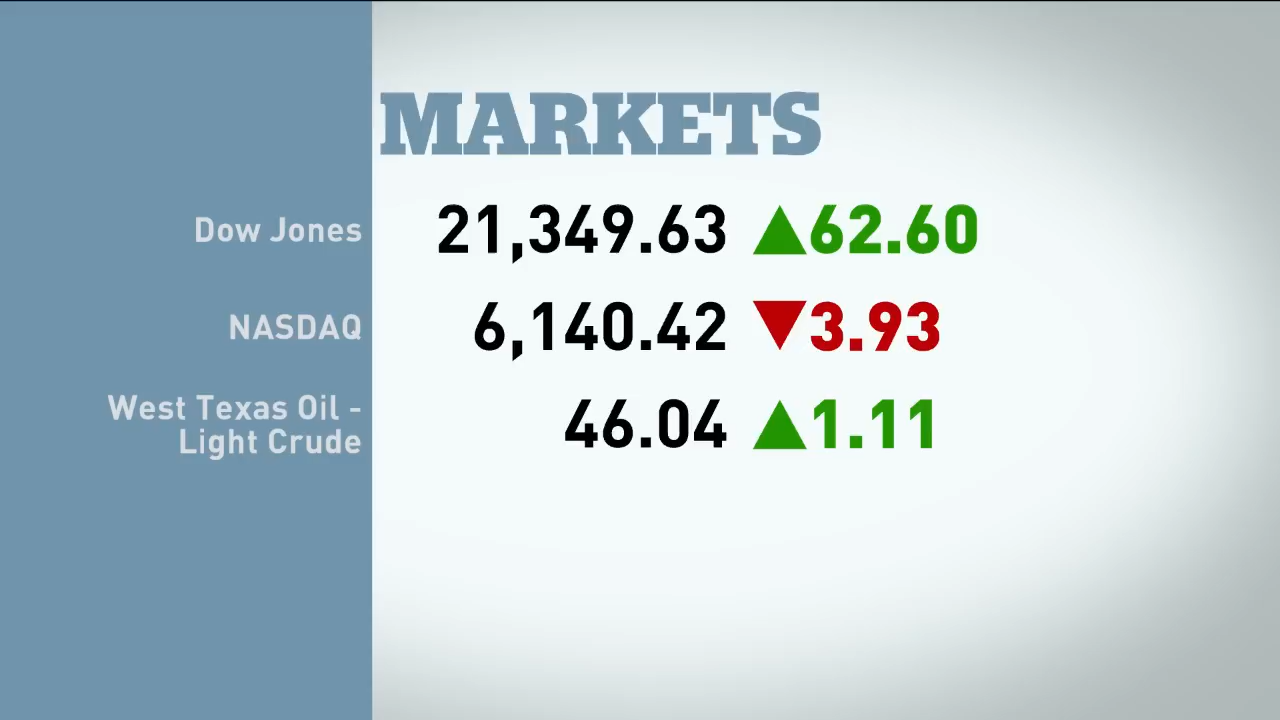 MARKETS
Dow Jones 21,349.63 ▲62.60
NASDAQ 6,140.42 ▼3.93
West Texas Oil -
Light Crude 46.04 ▲1.11